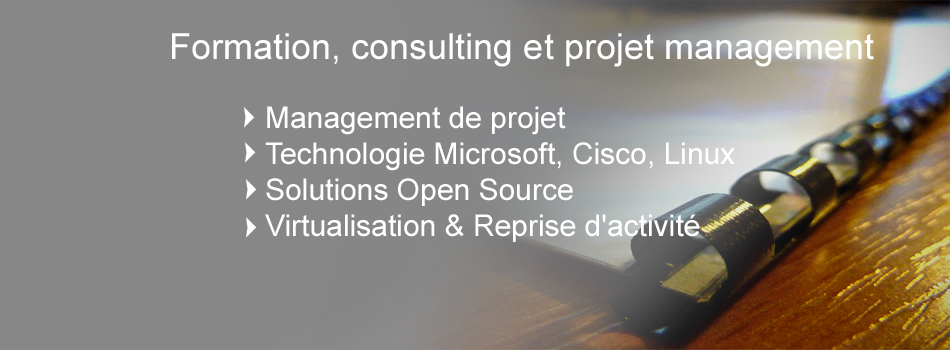 Formation, consulting et projet management
Management de projet
Technologie Microsoft, Cisco, Linux
Solutions Open Source
Virtualisation & Reprise d'activité